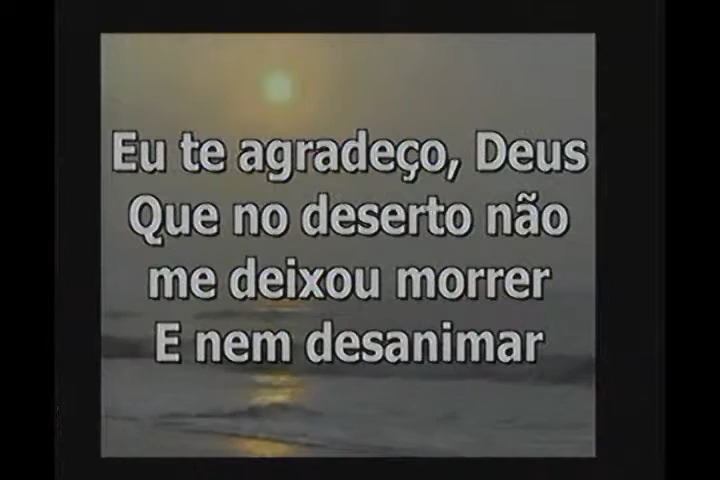 Eu te agradeço, Deus
Que no deserto não
me deixou morrer
E nem desanimar